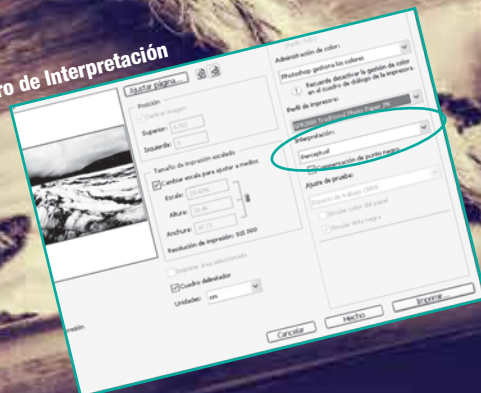 ro de Interpretación
Ajustar página...
Posición
Centrar imagen
Superior:
Izquierda:
Tamaño de impresión escalado
Cambiar escala para ajustar a medios
Escala:
Altura:
Anchura:
Resolución de impresión:
Imprimir área seleccionada
Cuadro delimitador
Unidades: cm
Administración de color:
Photoshop gestiona los colores
Recuerde desactivar la gestión de color
en el cuadro de diálogo de la impresora.
Perfil de impresora:
Traditional Photo Paper
Interpretación:
Perceptual
Compensación de punto negro
Ajuste de prueba:
Espacio de trabajo CMYK
Simular color del papel
Simular tinta negra
Cancelar
Hecho
Imprimir...